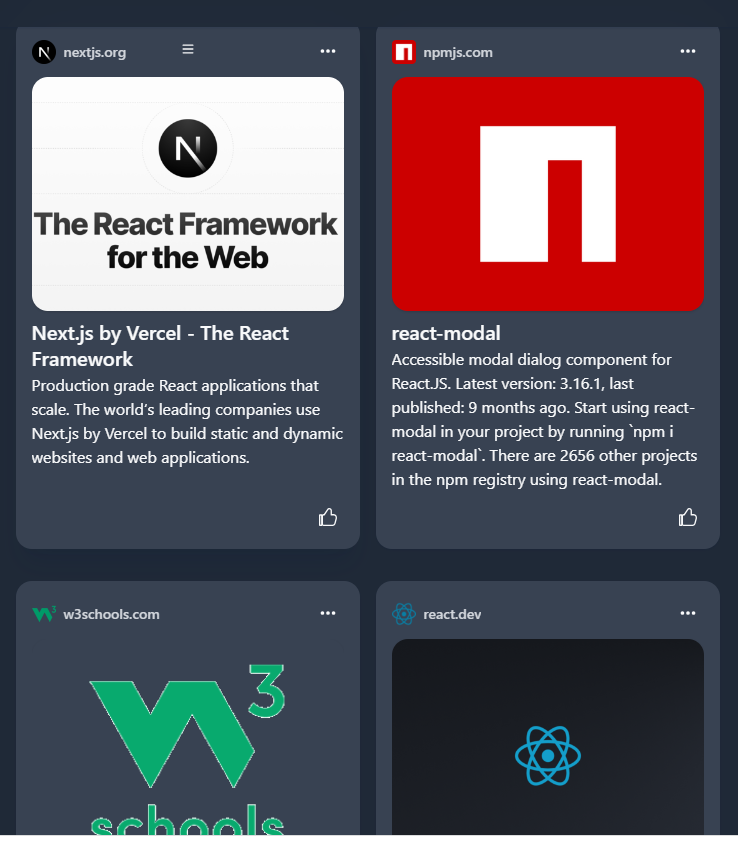 nextjs.org
The React Framework
for the Web
Next.js by Vercel - The React
Framework
Production grade React applications that
scale. The world's leading companies use
Next.js by Vercel to build static and dynamic
websites and web applications.
npmjs.com
react-modal
Accessible modal dialog component for
React.JS. Latest version: 3.16.1, last
published: 9 months ago. Start using react-
modal in your project by running `npm i
react-modal`. There are 2656 other projects
in the npm registry using react-modal.
w3schools.com
W3
schools
react.dev